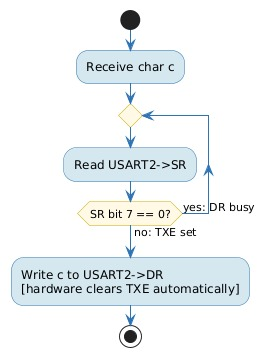 Receive char c
Read USART2->SR
SR bit 7 == 0?
yes: DR busy
no: TXE set
Write c to USART2->DR
[hardware clears TXE automatically]